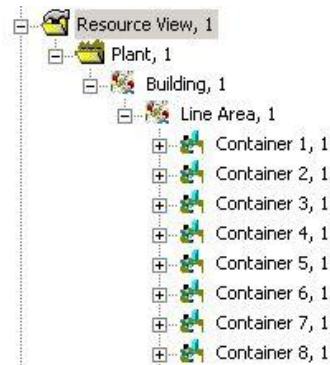 Resource View, 1
Plant, 1
Building, 1
Line Area, 1
Container 1, 1
Container 2, 1
Container 3, 1
Container 4, 1
Container 5, 1
Container 6, 1
Container 7, 1
Container 8, 1